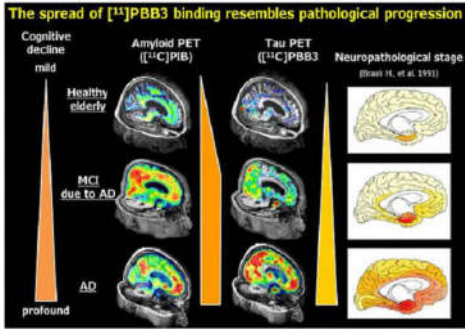 The spread of [¹¹]PBB3 binding resembles pathological progression
Cognitive
decline
mild
profound
Healthy
elderly
MCI
due to AD
AD
Amyloid PET
([¹¹C]PIB)
Tau PET
([¹¹C]PBB3)
Neuropathological stage
(Braak H., et al. 1991)